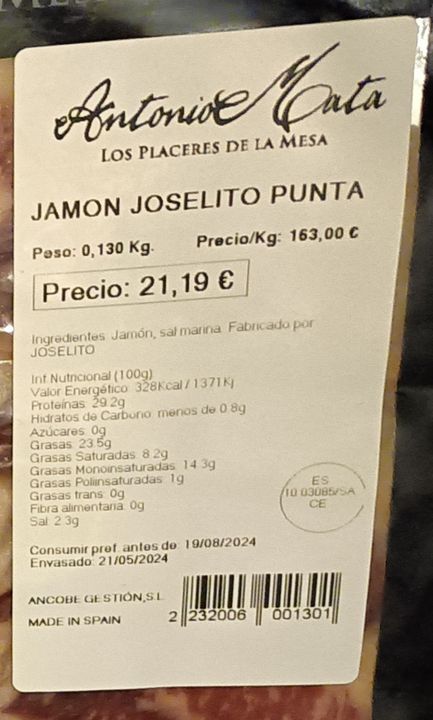 Antonio Mata
LOS PLACERES DE LA MESA
JAMON JOSELITO PUNTA
Peso: 0,130 Kg. Precio/Kg: 163,00 €
Precio: 21,19 €
Ingredientes: Jamón, sal marina. Fabricado por
JOSELITO
Inf.Nutricional (100g)
Valor Energético: 328Kcal / 1371Kj
Proteínas: 29.2g
Hidratos de Carbono: menos de 0.8g
Azúcares: 0g
Grasas: 23.5g
Grasas Saturadas: 8.2g
Grasas Monoinsaturadas: 14.3g
Grasas Poliinsaturadas: 1g
Grasas trans: 0g
Fibra alimentaria: 0g
Sal: 2.3g
ES
10.03085/SA
CE
Consumir pref. antes de: 19/08/2024
Envasado: 21/05/2024
ANCOBE GESTIÓN,S.L
MADE IN SPAIN
2 232006 001301